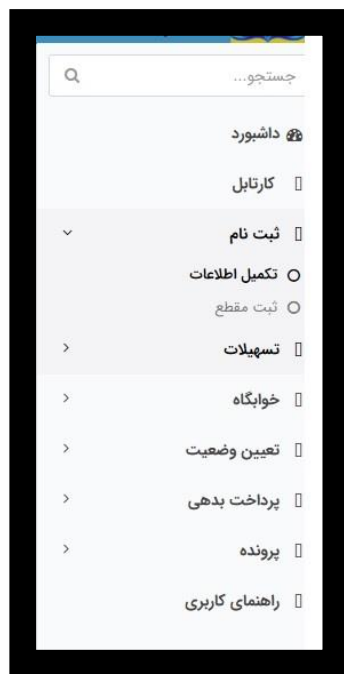 جستجو...
داشبورد
کارتابل
ثبت نام
تکمیل اطلاعات
ثبت مقطع
تسهیلات
خوابگاه
تعیین وضعیت
پرداخت بدهی
پرونده
راهنمای کاربری